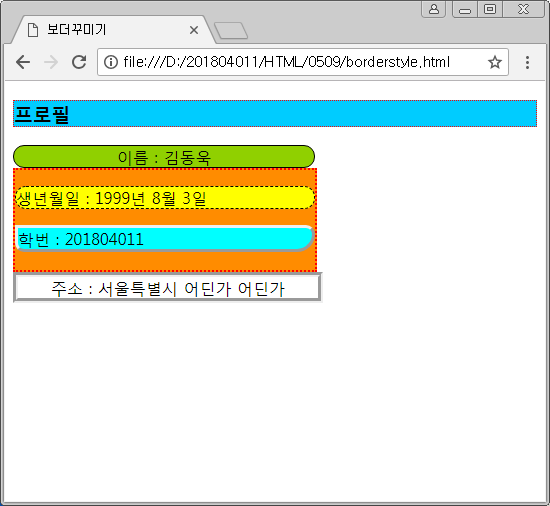 보더꾸미기
file:///D:/201804011/HTML/0509/borderstyle.html
프로필
이름 : 김동욱
생년월일 : 1999년 8월 3일
학번 : 201804011
주소 : 서울특별시 어딘가 어딘가